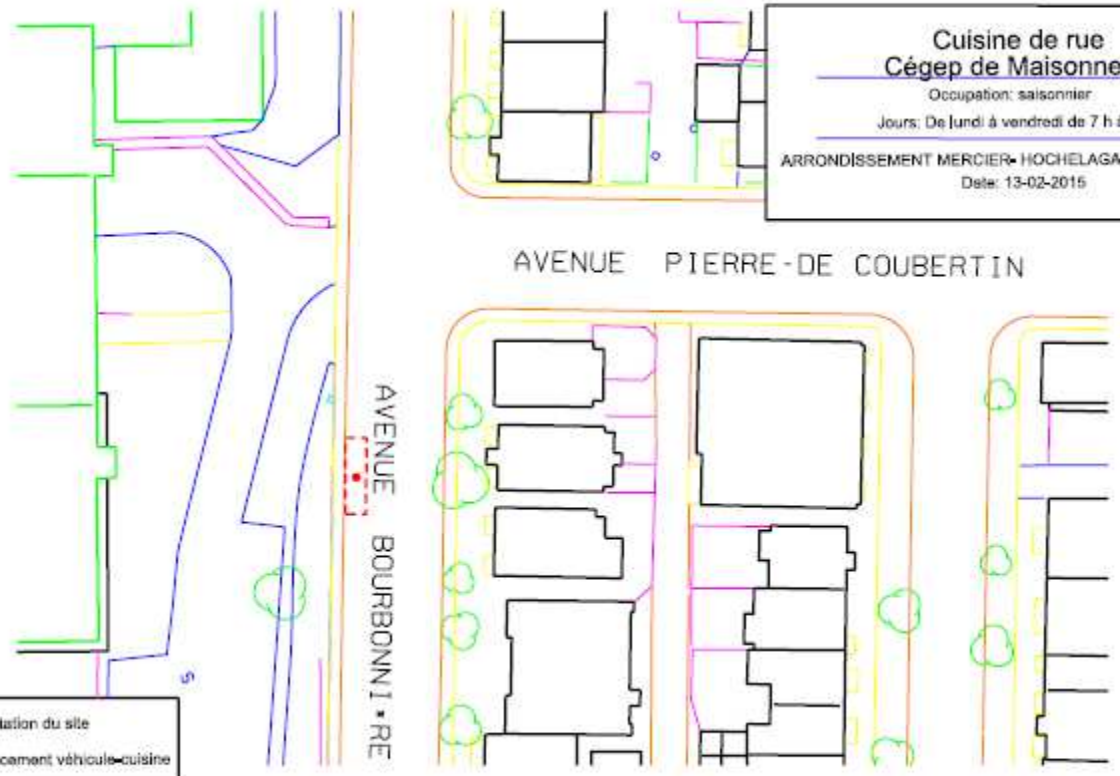 Cuisine de rue
Cégep de Maisonne
Occupation: saisonnier
Jours: De lundi à vendredi de 7 h
ARRONDISSEMENT MERCIER- HOCHELAGA
Date: 13-02-2015
AVENUE PIERRE-DE COUBERTIN
AVENUE BOURBONNI•RE
S
ation du site
cement véhicule-cuisine